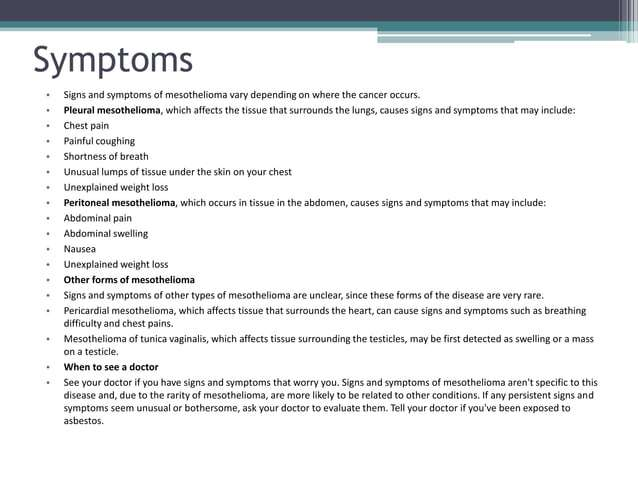 Symptoms
• Signs and symptoms of mesothelioma vary depending on where the cancer occurs.
• Pleural mesothelioma, which affects the tissue that surrounds the lungs, causes signs and symptoms that may include:
• Chest pain
• Painful coughing
• Shortness of breath
• Unusual lumps of tissue under the skin on your chest
• Unexplained weight loss
• Peritoneal mesothelioma, which occurs in tissue in the abdomen, causes signs and symptoms that may include:
• Abdominal pain
• Abdominal swelling
• Nausea
• Unexplained weight loss
• Other forms of mesothelioma
• Signs and symptoms of other types of mesothelioma are unclear, since these forms of the disease are very rare.
• Pericardial mesothelioma, which affects tissue that surrounds the heart, can cause signs and symptoms such as breathing
difficulty and chest pains.
• Mesothelioma of tunica vaginalis, which affects tissue surrounding the testicles, may be first detected as swelling or a mass
on a testicle.
• When to see a doctor
• See your doctor if you have signs and symptoms that worry you. Signs and symptoms of mesothelioma aren't specific to this
disease and, due to the rarity of mesothelioma, are more likely to be related to other conditions. If any persistent signs and
symptoms seem unusual or bothersome, ask your doctor to evaluate them. Tell your doctor if you've been exposed to
asbestos.